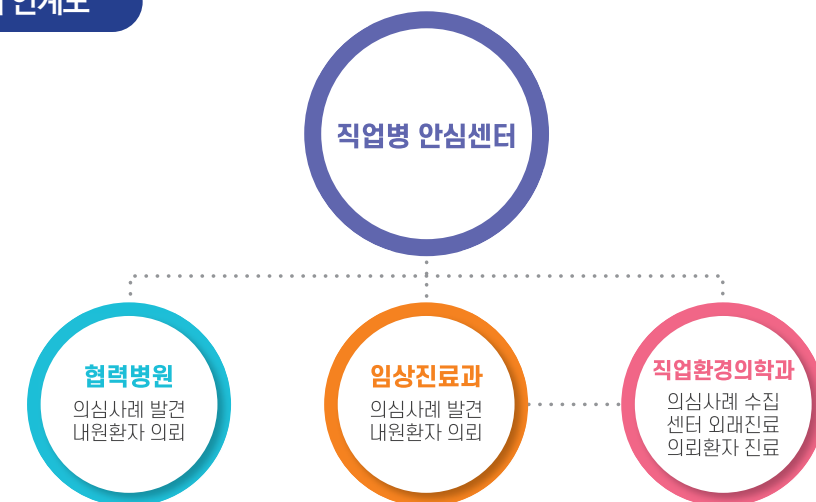 연계도
직업병 안심센터
협력병원
의심사례 발견
내원환자 의뢰
임상진료과
의심사례 발견
내원환자 의뢰
직업환경의학과
의심사례 수집
센터 외래진료
의뢰환자 진료